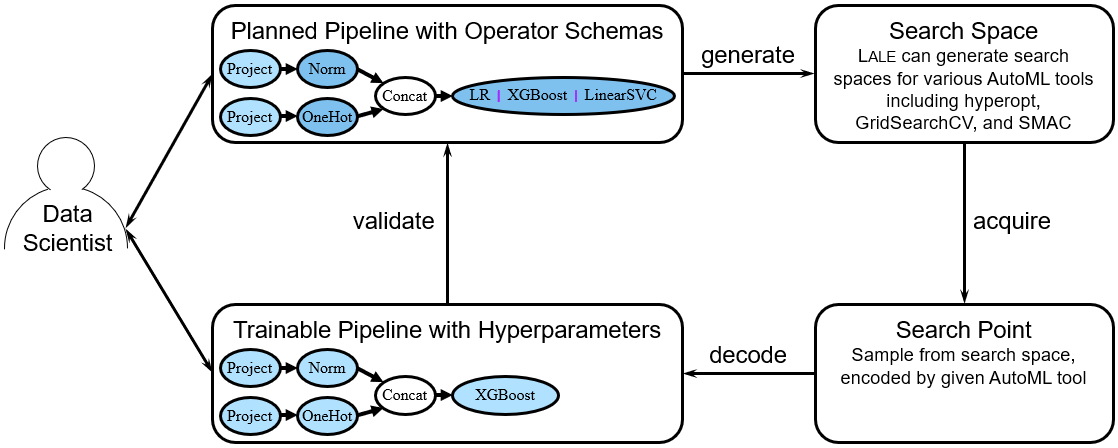 Planned Pipeline with Operator Schemas
Project
Norm
Concat
LR | XGBoost | LinearSVC
Project
OneHot
generate
Search Space
LALE can generate search
spaces for various AutoML tools
including hyperopt,
GridSearchCV, and SMAC
Data
Scientist
validate
acquire
Trainable Pipeline with Hyperparameters
Project
Norm
Concat
XGBoost
Project
OneHot
decode
Search Point
Sample from search space,
encoded by given AutoML tool